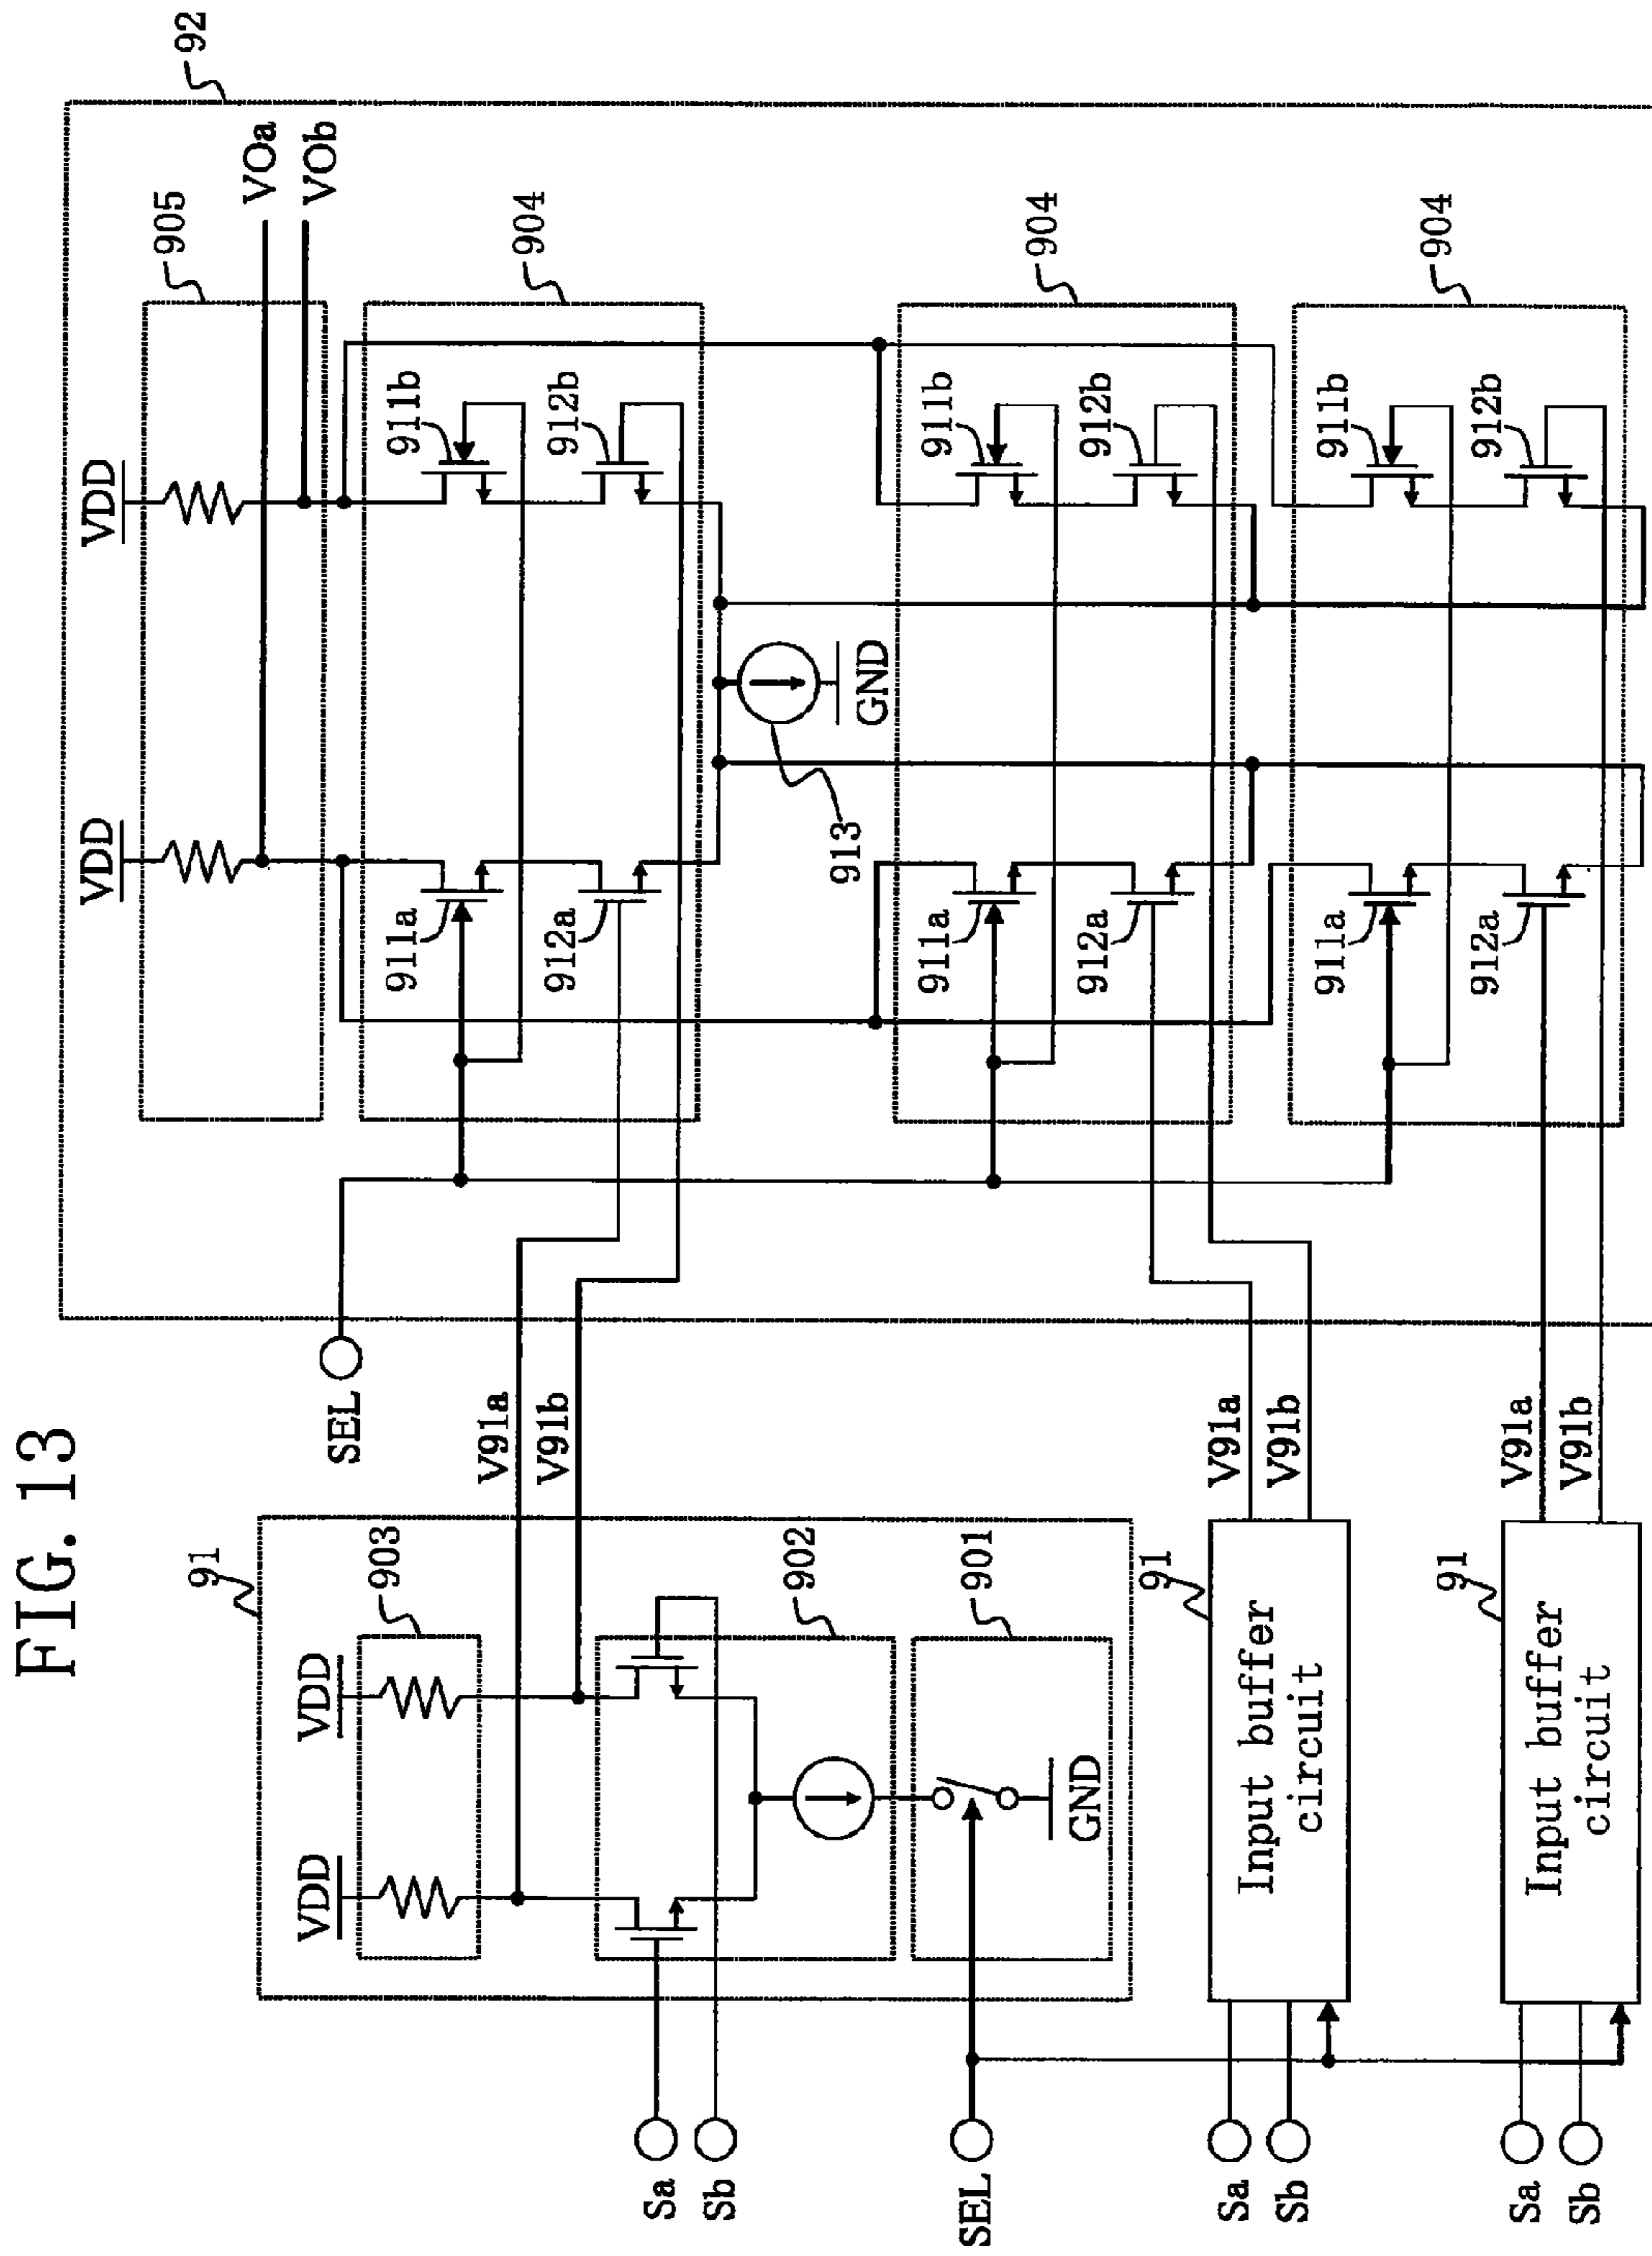 FIG. 13
92
VDD
VDD
905
VOa
VOb
904
911a
911b
912a
912b
913
GND
904
911a
911b
912a
912b
904
911a
911b
912a
912b
SEL
V91a
V91b
91
903
VDD
VDD
902
901
GND
Sa
Sb
SEL
V91a
V91b
91
Input buffer
circuit
Sa
Sb
V91a
V91b
91
Input buffer
circuit
Sa
Sb